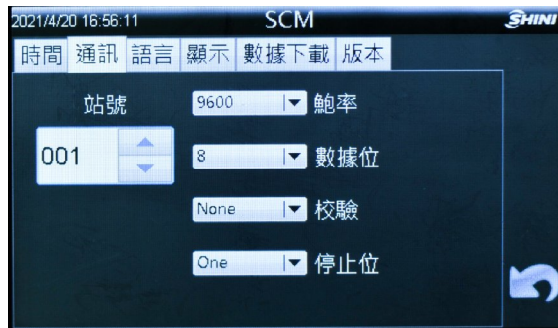 2021/4/20 16:56:11 SCM SHINI
時間 通訊 語言 顯示 數據下載 版本
站號 9600 鮑率
001 8 數據位
None 校驗
One 停止位